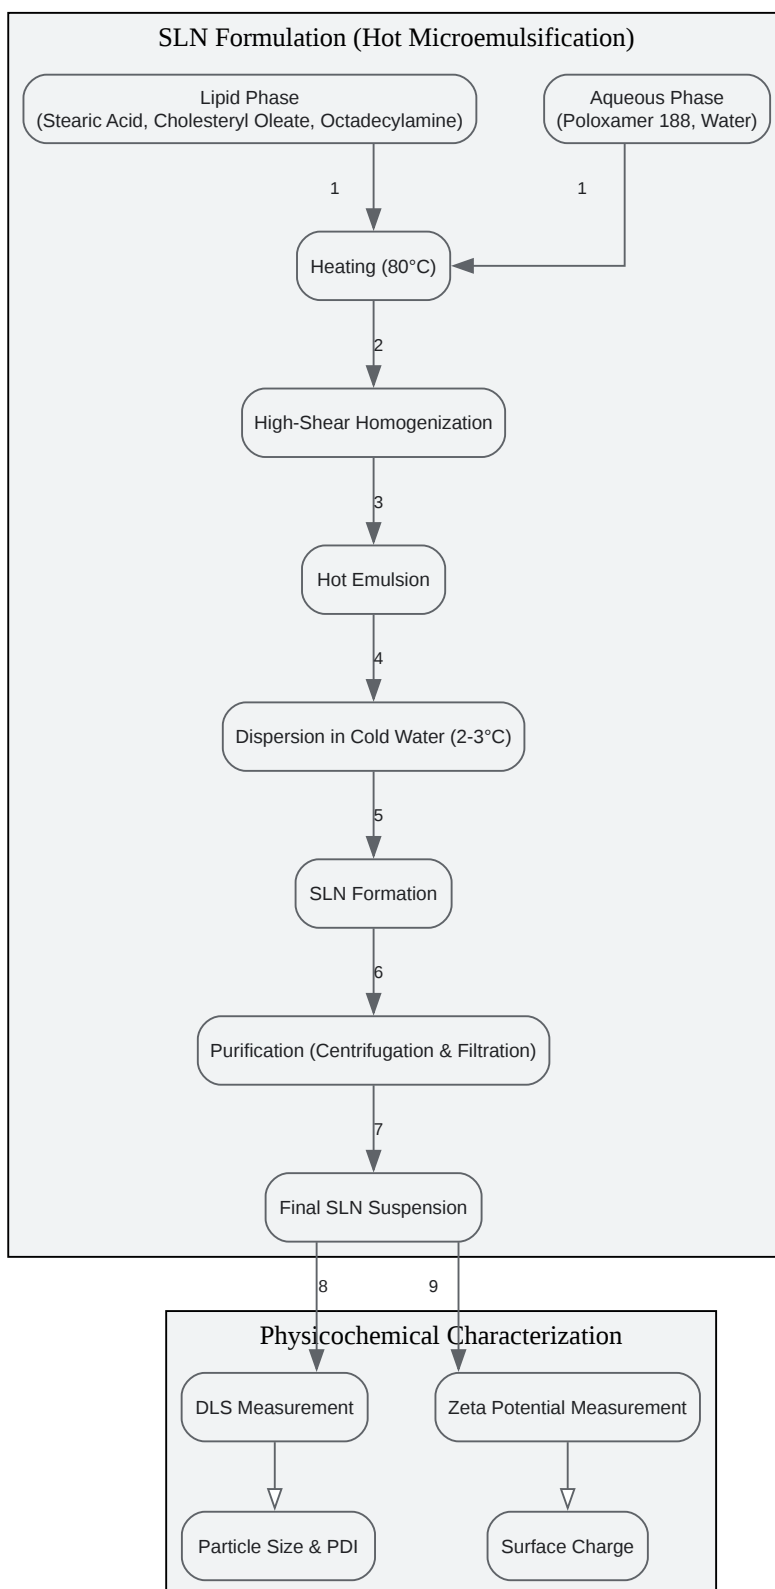 SLN Formulation (Hot Microemulsification)
Lipid Phase
(Stearic Acid, Cholesteryl Oleate, Octadecylamine)
Aqueous Phase
(Poloxamer 188, Water)
1
1
Heating (80°C)
2
High-Shear Homogenization
3
Hot Emulsion
4
Dispersion in Cold Water (2-3°C)
5
SLN Formation
6
Purification (Centrifugation & Filtration)
7
Final SLN Suspension
8
9
Physicochemical Characterization
DLS Measurement
Zeta Potential Measurement
Particle Size & PDI
Surface Charge